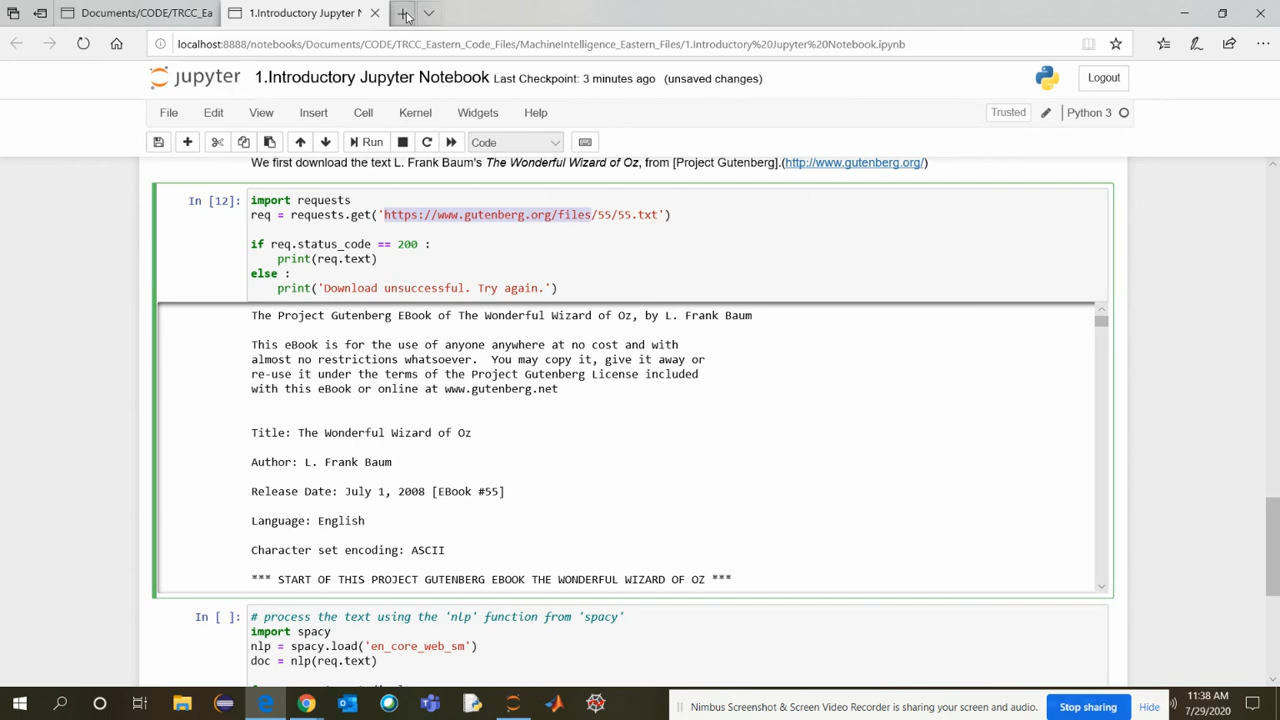 Documents/CODE/TRCC_Ea
1.Introductory Jupyter N
localhost:8888/notebooks/Documents/CODE/TRCC_Eastern_Code_Files/MachineIntelligence_Eastern_Files/1.Introductory%20Jupyter%20Notebook.ipynb
jupyter 1.Introductory Jupyter Notebook Last Checkpoint: 3 minutes ago (unsaved changes)
Logout
File Edit View Insert Cell Kernel Widgets Help
Trusted Python 3
Run Code
We first download the text L. Frank Baum's The Wonderful Wizard of Oz, from [Project Gutenberg].(http://www.gutenberg.org/)
In [12]: import requests
req = requests.get('https://www.gutenberg.org/files/55/55.txt')
if req.status_code == 200 :
print(req.text)
else :
print('Download unsuccessful. Try again.')
The Project Gutenberg EBook of The Wonderful Wizard of Oz, by L. Frank Baum
This eBook is for the use of anyone anywhere at no cost and with
almost no restrictions whatsoever.  You may copy it, give it away or
re-use it under the terms of the Project Gutenberg License included
with this eBook or online at www.gutenberg.net
Title: The Wonderful Wizard of Oz
Author: L. Frank Baum
Release Date: July 1, 2008 [EBook #55]
Language: English
Character set encoding: ASCII
*** START OF THIS PROJECT GUTENBERG EBOOK THE WONDERFUL WIZARD OF OZ ***
In [ ]: # process the text using the 'nlp' function from 'spacy'
import spacy
nlp = spacy.load('en_core_web_sm')
doc = nlp(req.text)
Nimbus Screenshot & Screen Video Recorder is sharing your screen and audio.
Stop sharing
Hide
11:38 AM
7/29/2020